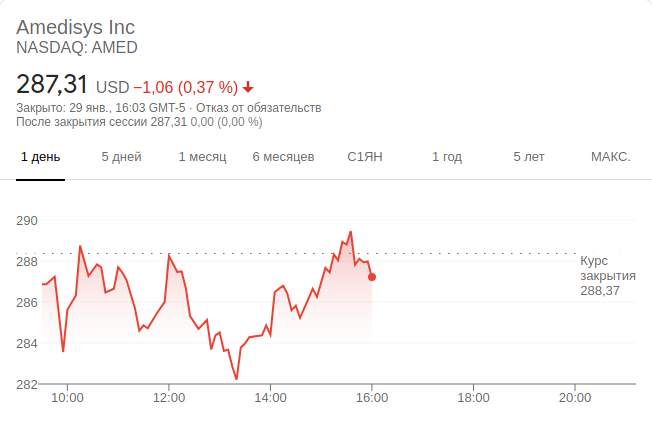 Amedisys Inc
NASDAQ: AMED
287,31 USD −1,06 (0,37 %)
Закрыто: 29 янв., 16:03 GMT-5 · Отказ от обязательств
После закрытия сессии 287,31 0,00 (0,00 %)
1 день 5 дней 1 месяц 6 месяцев С1ЯН 1 год 5 лет МАКС.
290
288
286
284
282
Курс
закрытия
288,37
10:00 12:00 14:00 16:00 18:00 20:00